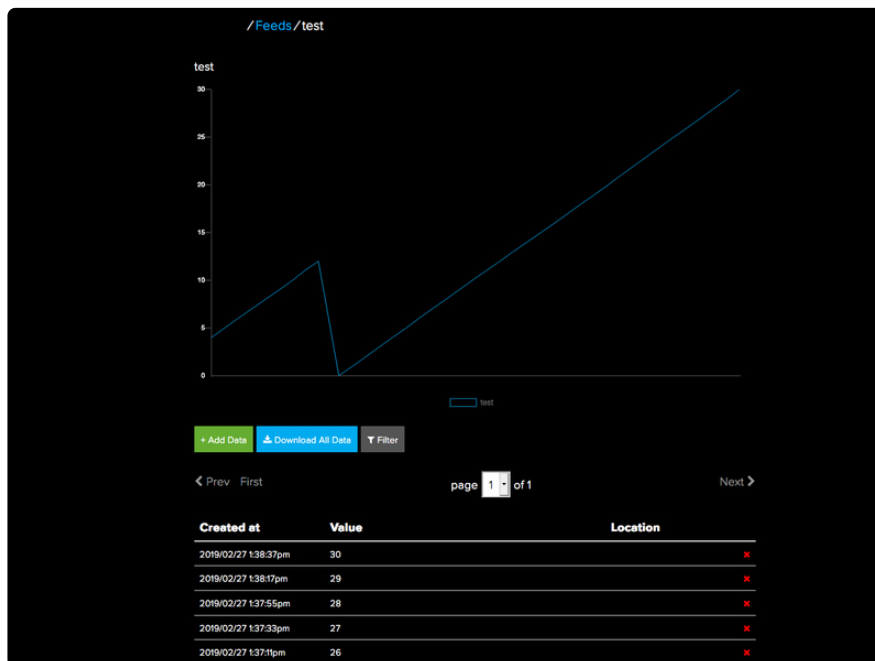 /Feeds/test
test
30
25
20
15
10
5
0
test
+ Add Data Download All Data Filter
Prev First page 1 of 1 Next
Created at Value Location
2019/02/27 1:38:37pm 30
2019/02/27 1:38:17pm 29
2019/02/27 1:37:55pm 28
2019/02/27 1:37:33pm 27
2019/02/27 1:37:11pm 26